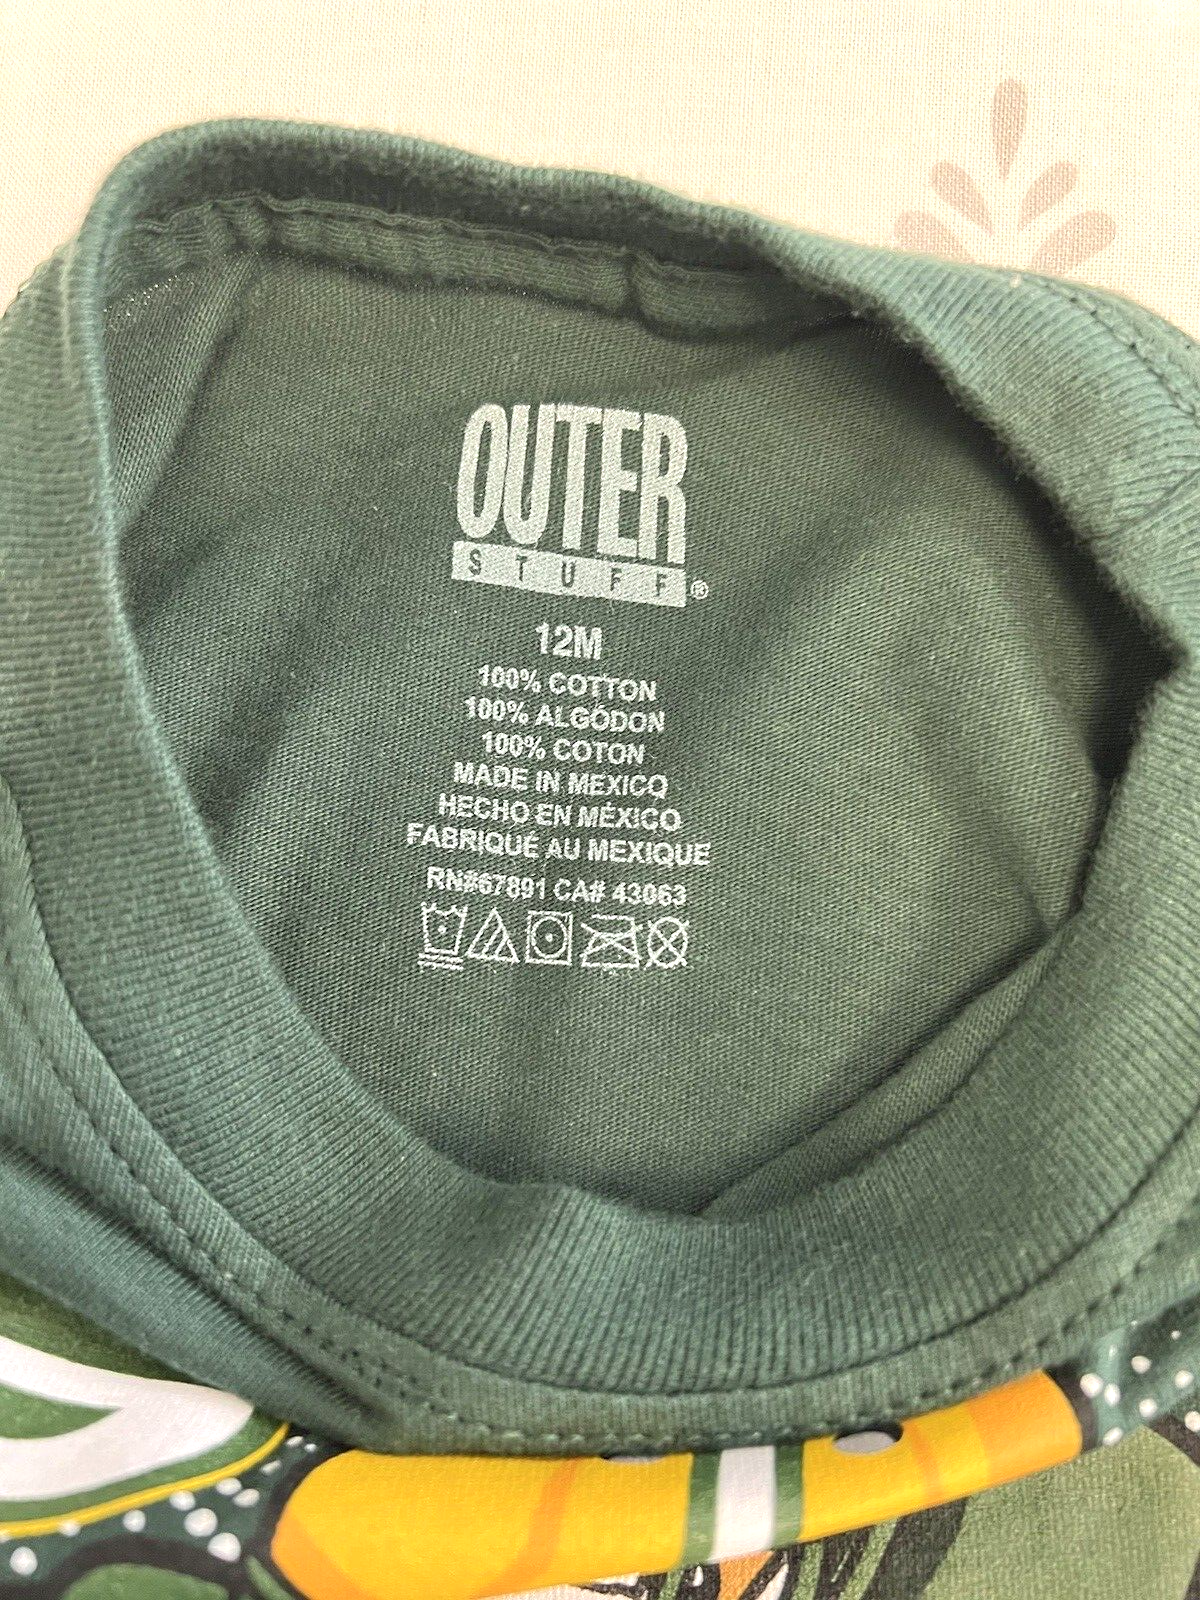 OUTER
STUFF®
12M
100% COTTON
100% ALGÓDON
100% COTON
MADE IN MEXICO
HECHO EN MÉXICO
FABRIQUÉ AU MEXIQUE
RN#67891 CA# 43063